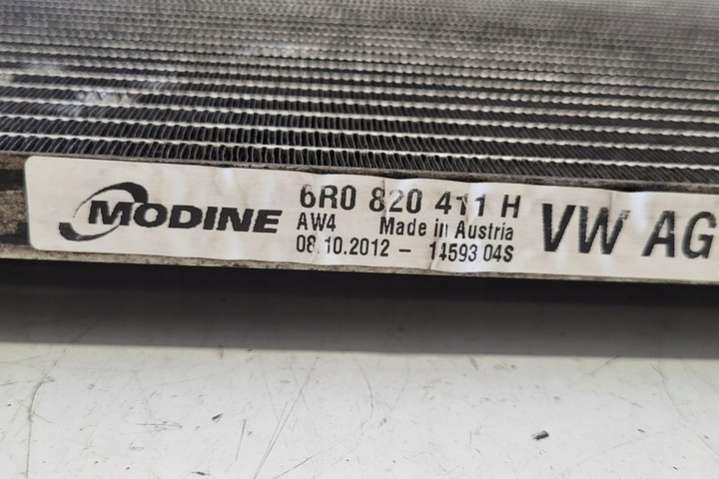 MODINE
6R0 820 411 H
AW4 Made in Austria
08.10.2012 - 14593 04S
VW AG